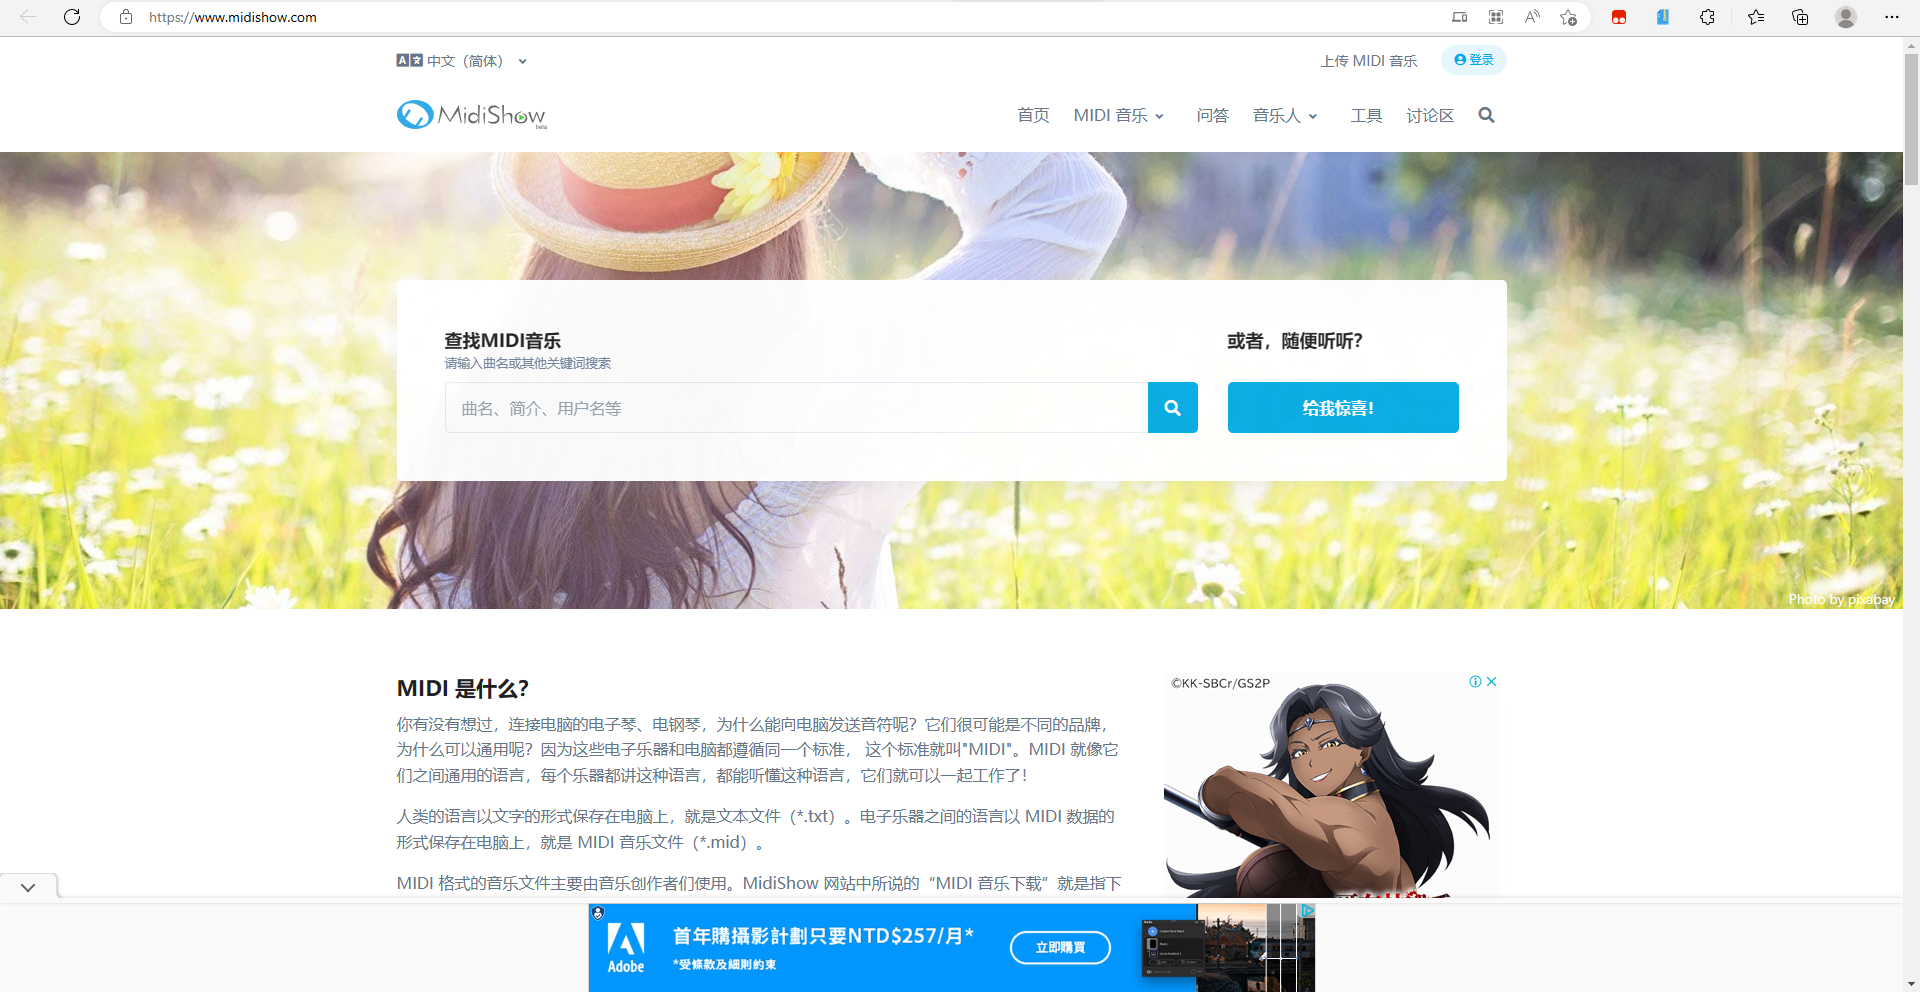 https://www.midishow.com
中文（简体）
上传 MIDI 音乐
登录
MidiShow
beta
首页
MIDI 音乐
问答
音乐人
工具
讨论区
查找MIDI音乐
请输入曲名或其他关键词搜索
曲名、简介、用户名等
或者，随便听听？
给我惊喜！
Photo by pixabay
MIDI 是什么？
你有没有想过，连接电脑的电子琴、电钢琴，为什么能向电脑发送音符呢？它们很可能是不同的品牌，
为什么可以通用呢？因为这些电子乐器和电脑都遵循同一个标准， 这个标准就叫"MIDI"。MIDI 就像它
们之间通用的语言，每个乐器都讲这种语言，都能听懂这种语言，它们就可以一起工作了！
人类的语言以文字的形式保存在电脑上，就是文本文件（*.txt）。电子乐器之间的语言以 MIDI 数据的
形式保存在电脑上，就是 MIDI 音乐文件（*.mid）。
MIDI 格式的音乐文件主要由音乐创作者们使用。MidiShow 网站中所说的“MIDI 音乐下载”就是指下
©KK-SBCr/GS2P
Adobe
首年購攝影計劃只要NTD$257/月*
*受條款及細則約束
立即購買